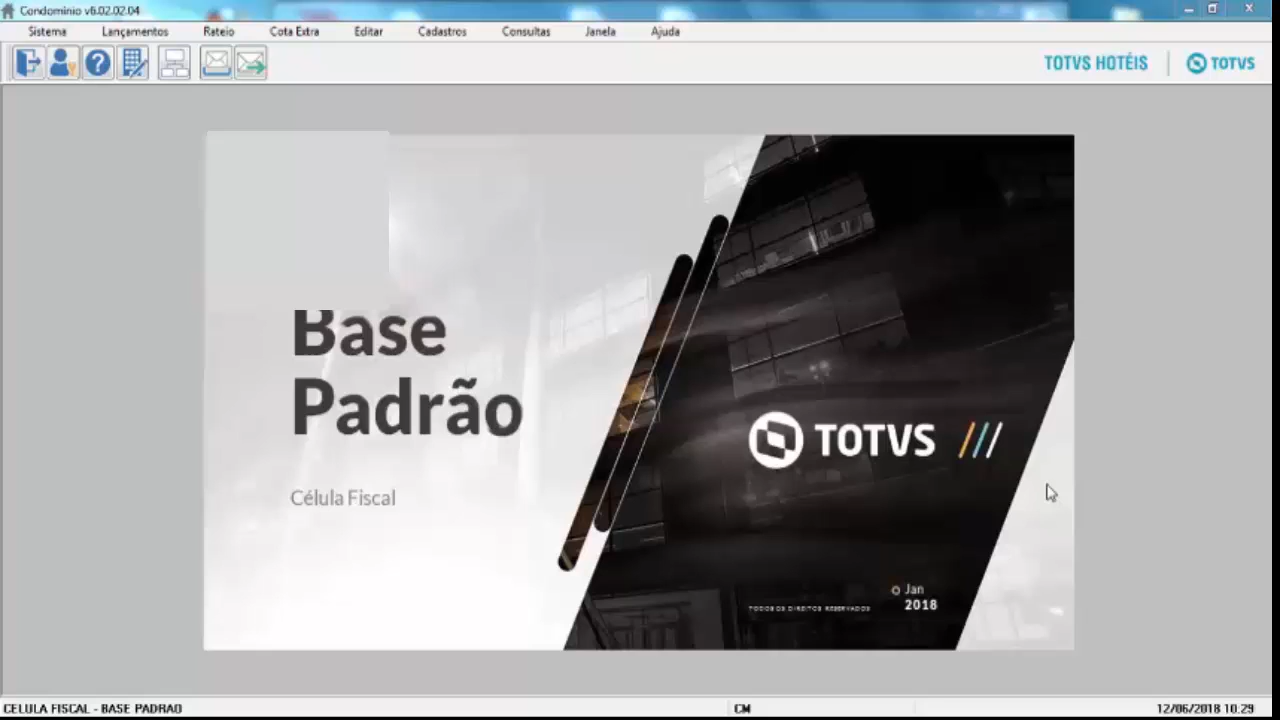 Condominio v6.02.02.04
Sistema Lançamentos Rateio Cota Extra Editar Cadastros Consultas Janela Ajuda
TOTVS HOTÉIS TOTVS
Base
Padrão
Célula Fiscal
TOTVS
Jan
2018
TODOS OS DIREITOS RESERVADOS
CELULA FISCAL - BASE PADRAO CM 12/06/2018 10.29